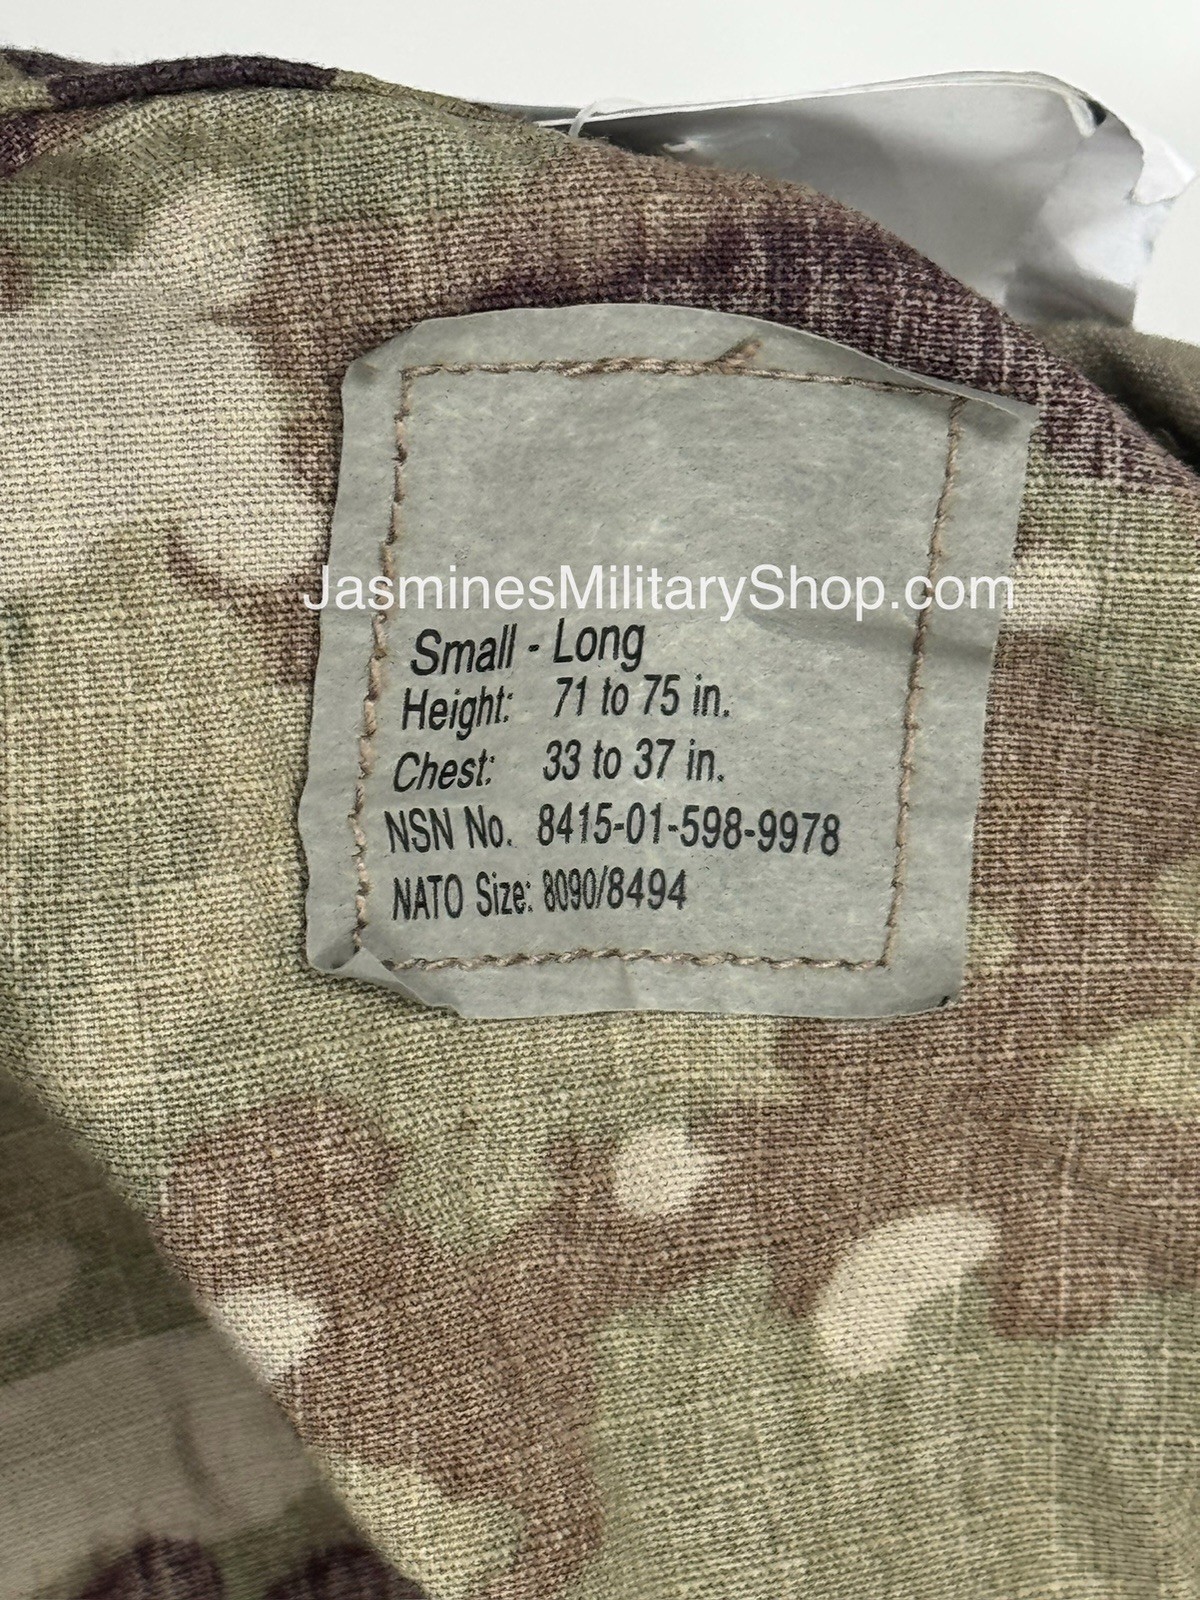 JasminesMilitaryShop.com
Small - Long
Height: 71 to 75 in.
Chest: 33 to 37 in.
NSN No. 8415-01-598-9978
NATO Size: 8090/8494